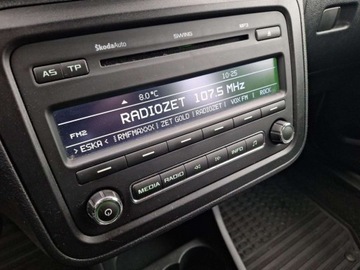 ŠkodaAuto SWING MP3
AS TP
8.0°C 10:25
RADIOZET 107.5 MHz
FM2
>ESKA <|RMFMAXXX|ZET GOLD|RADIOZET|VOX FM| ROCK
MEDIA RADIO INFO